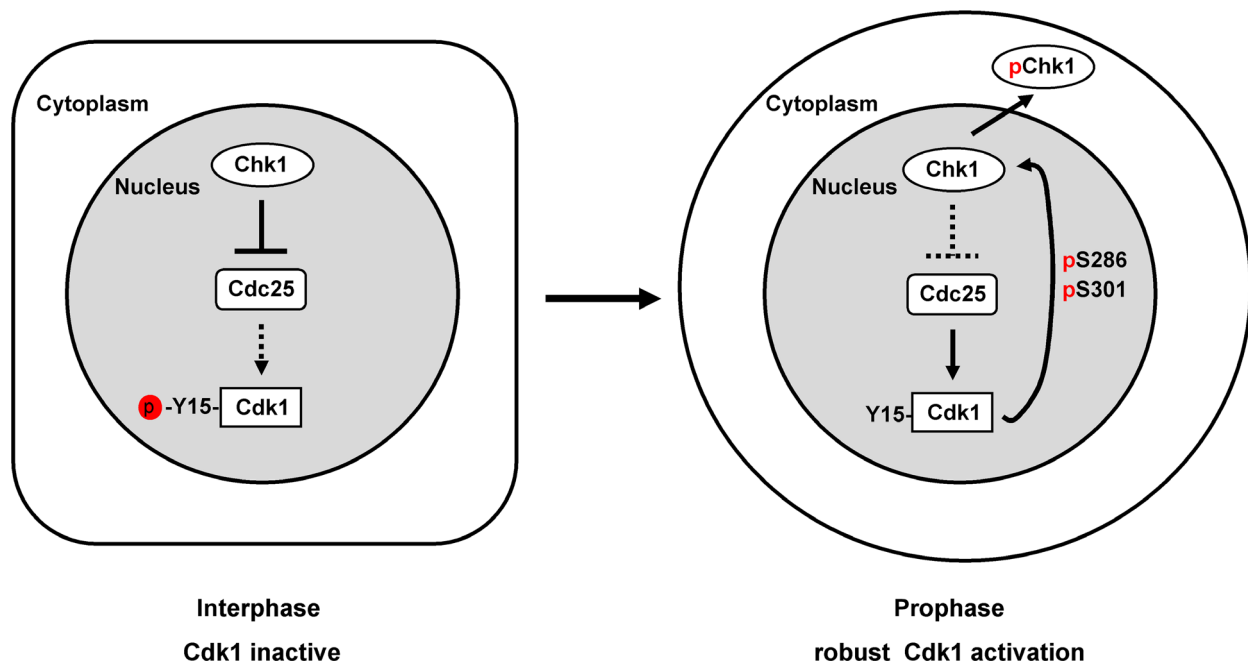 Cytoplasm
Nucleus
Chk1
Cdc25
p -Y15- Cdk1
Interphase
Cdk1 inactive
pChk1
Cytoplasm
Chk1
Nucleus
pS286
pS301
Cdc25
Y15- Cdk1
Prophase
robust Cdk1 activation